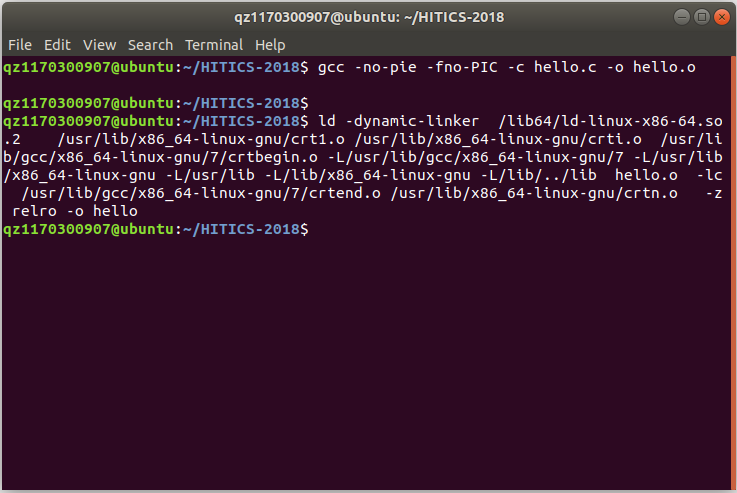 qz1170300907@ubuntu: ~/HITICS-2018
File Edit View Search Terminal Help
qz1170300907@ubuntu:~/HITICS-2018$ gcc -no-pie -fno-PIC -c hello.c -o hello.o
qz1170300907@ubuntu:~/HITICS-2018$
qz1170300907@ubuntu:~/HITICS-2018$ ld -dynamic-linker  /lib64/ld-linux-x86-64.so
.2    /usr/lib/x86_64-linux-gnu/crt1.o /usr/lib/x86_64-linux-gnu/crti.o  /usr/li
b/gcc/x86_64-linux-gnu/7/crtbegin.o -L/usr/lib/gcc/x86_64-linux-gnu/7 -L/usr/lib
/x86_64-linux-gnu -L/usr/lib -L/lib/x86_64-linux-gnu -L/lib/../lib  hello.o  -lc
  /usr/lib/gcc/x86_64-linux-gnu/7/crtend.o /usr/lib/x86_64-linux-gnu/crtn.o   -z
 relro -o hello
qz1170300907@ubuntu:~/HITICS-2018$